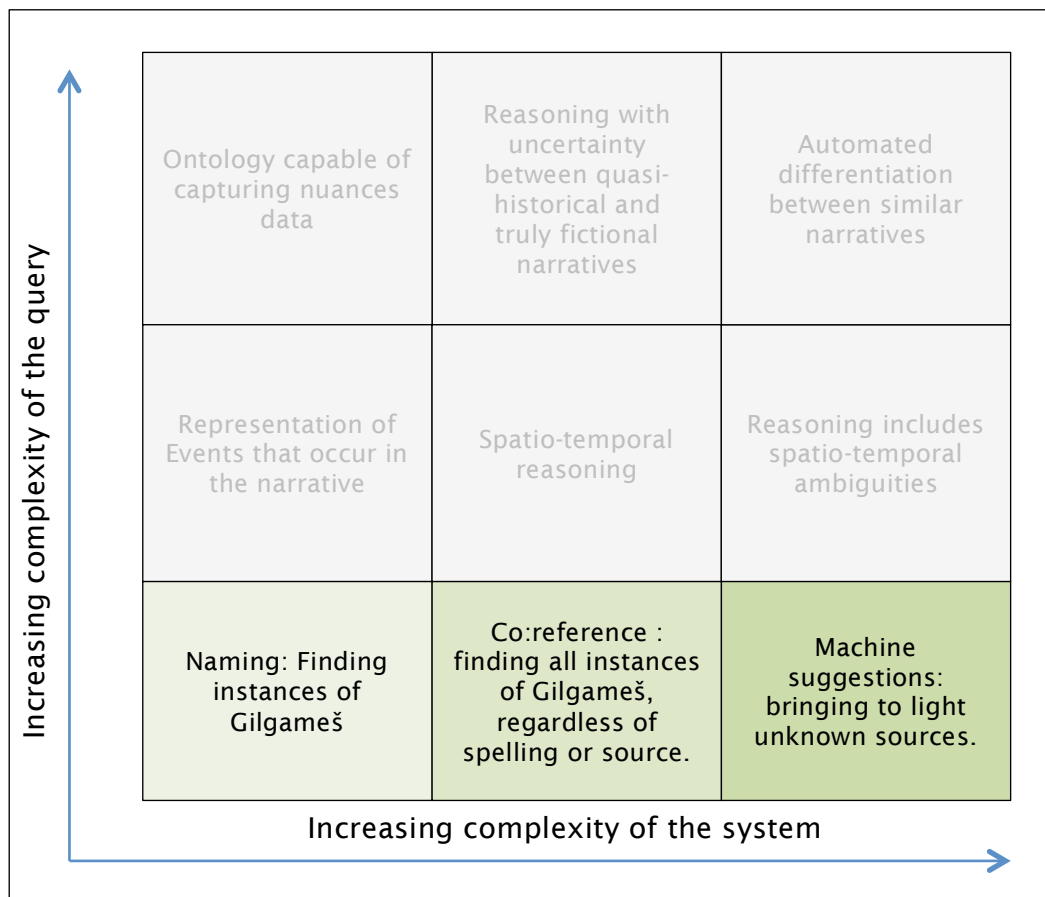 Increasing complexity of the query
Ontology capable of
capturing nuances
data
Reasoning with
uncertainty
between quasi-
historical and
truly fictional
narratives
Automated
differentiation
between similar
narratives
Representation of
Events that occur in
the narrative
Spatio-temporal
reasoning
Reasoning includes
spatio-temporal
ambiguities
Naming: Finding
instances of
Gilgameš
Co:reference :
finding all instances
of Gilgameš,
regardless of
spelling or source.
Machine
suggestions:
bringing to light
unknown sources.
Increasing complexity of the system